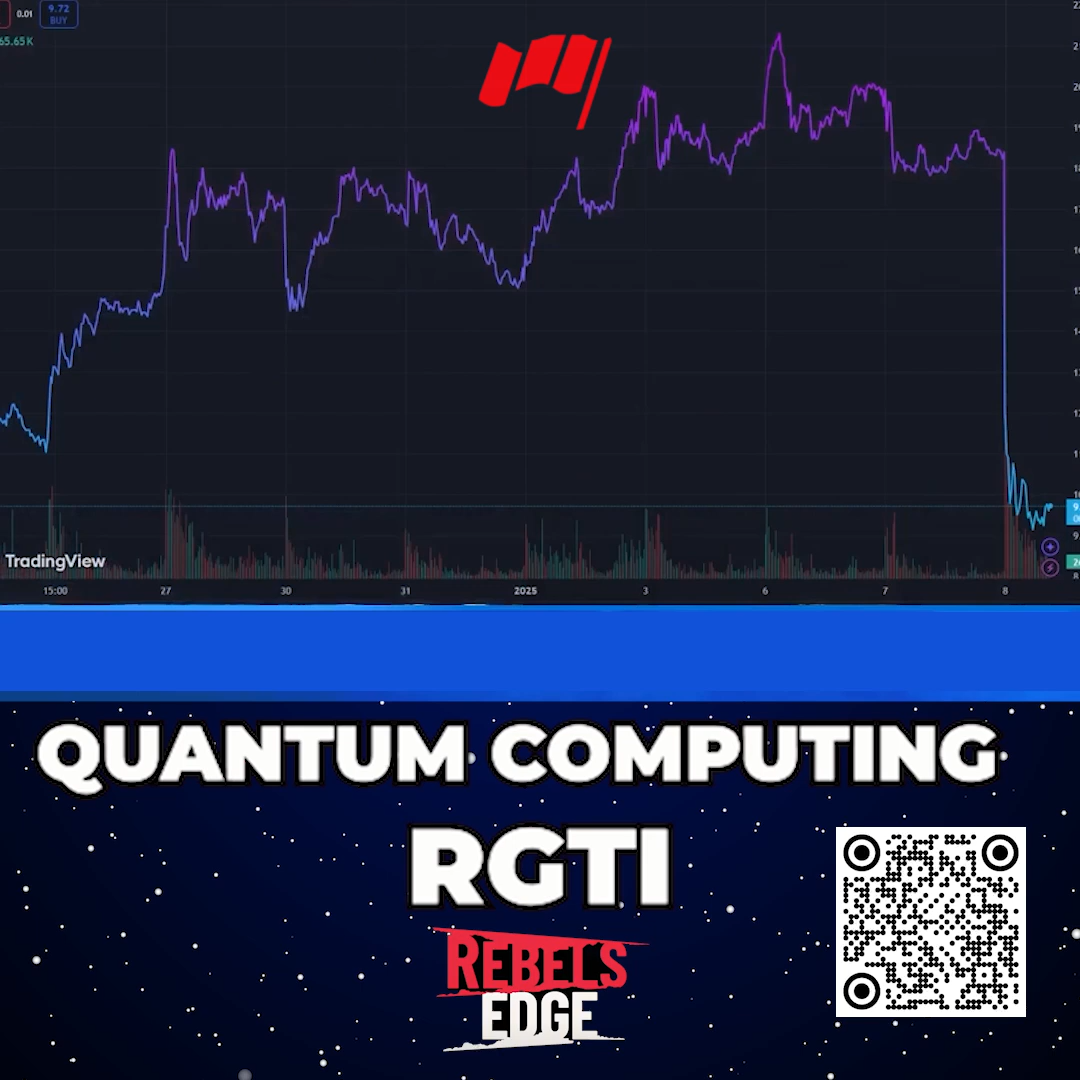 0.01
9.72
BUY
65.65K
TradingView
15:00 27 30 31 2025 3 6 7 8
QUANTUM COMPUTING
RGTI
REBELS
EDGE